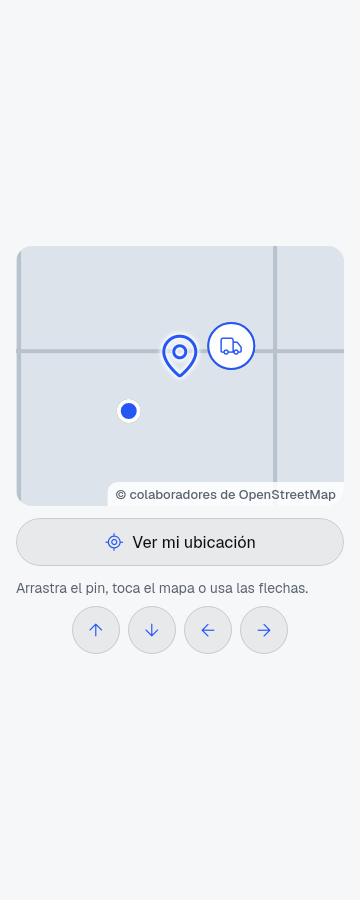 © colaboradores de OpenStreetMap
Ver mi ubicación
Arrastra el pin, toca el mapa o usa las flechas.